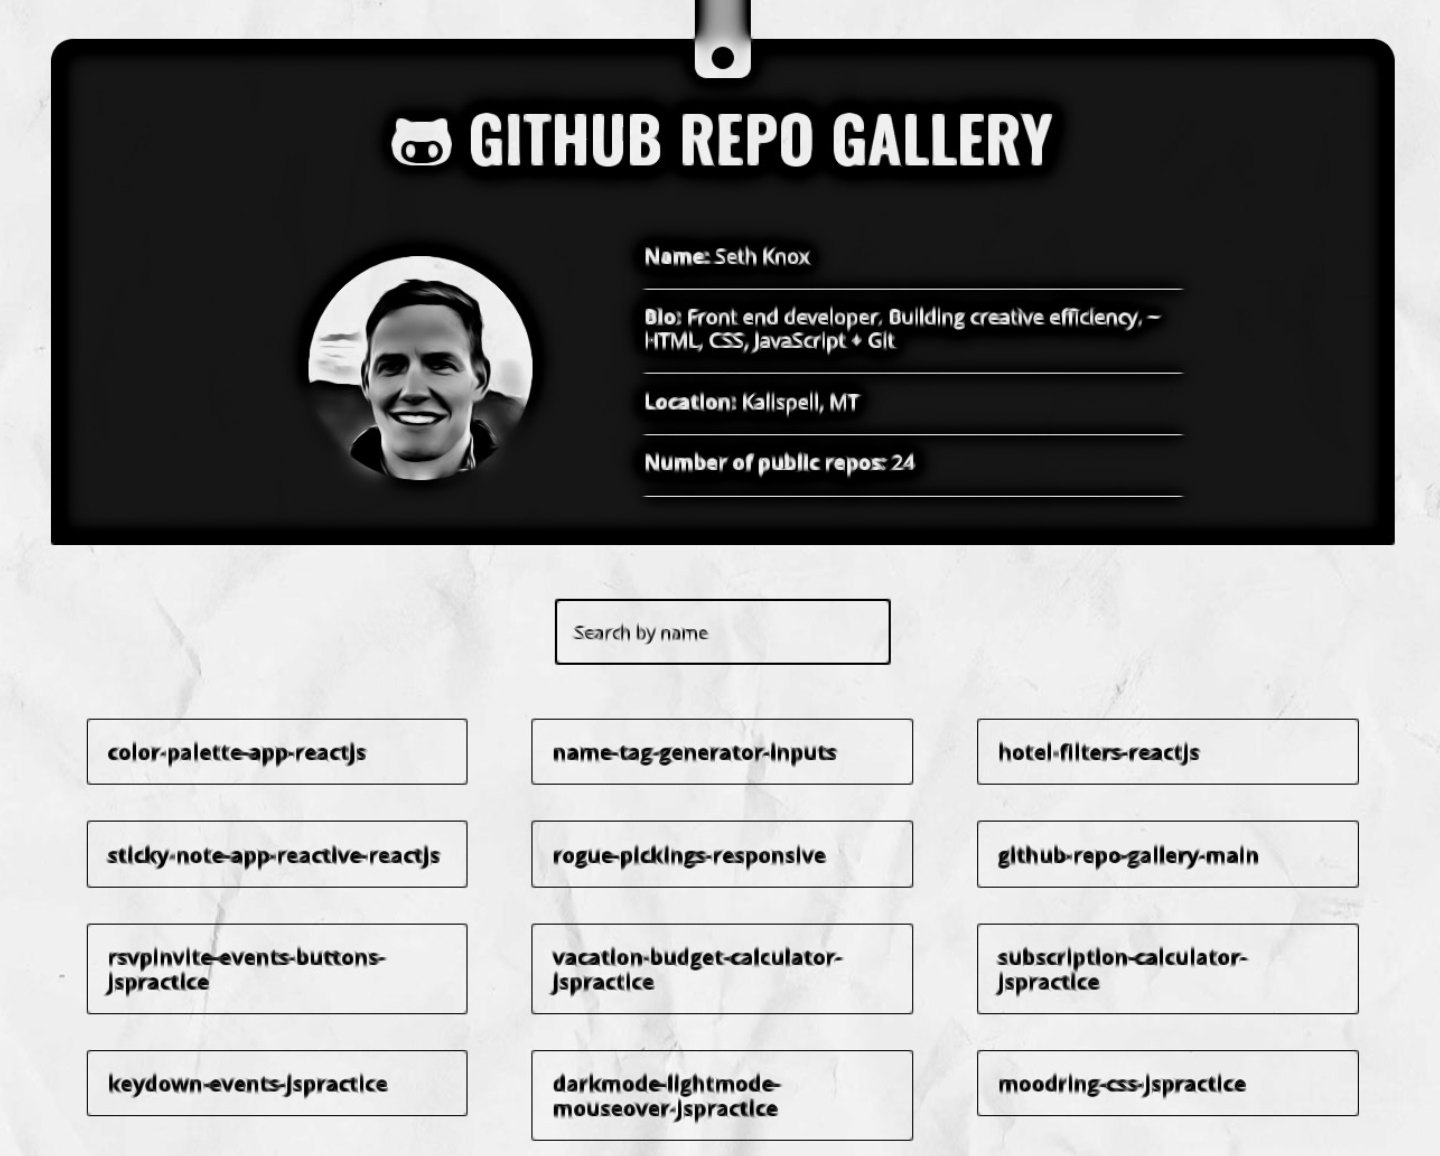 GITHUB REPO GALLERY
Name: Seth Knox
Bio: Front end developer, Building creative efficiency, ~
HTML, CSS, JavaScript + Git
Location: Kalispell, MT
Number of public repos: 24
Search by name
color-palette-app-reactjs
name-tag-generator-inputs
hotel-filters-reactjs
sticky-note-app-reactive-reactjs
rogue-pickings-responsive
github-repo-gallery-main
rsvpinvite-events-buttons-
jspractice
vacation-budget-calculator-
jspractice
subscription-calculator-
jspractice
keydown-events-jspractice
darkmode-lightmode-
mouseover-jspractice
moodring-css-jspractice